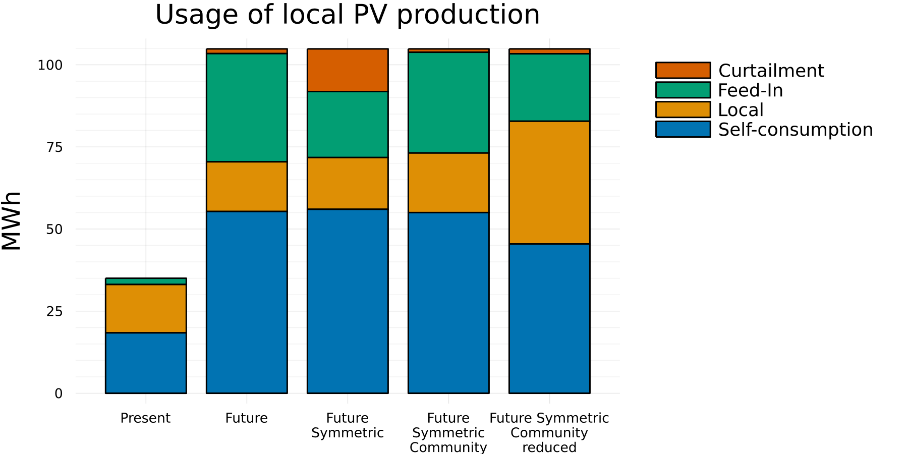 Usage of local PV production
MWh
100
75
50
25
0
Present
Future
Future
Symmetric
Future
Symmetric
Community
Future Symmetric
Community
reduced
Curtailment
Feed-In
Local
Self-consumption